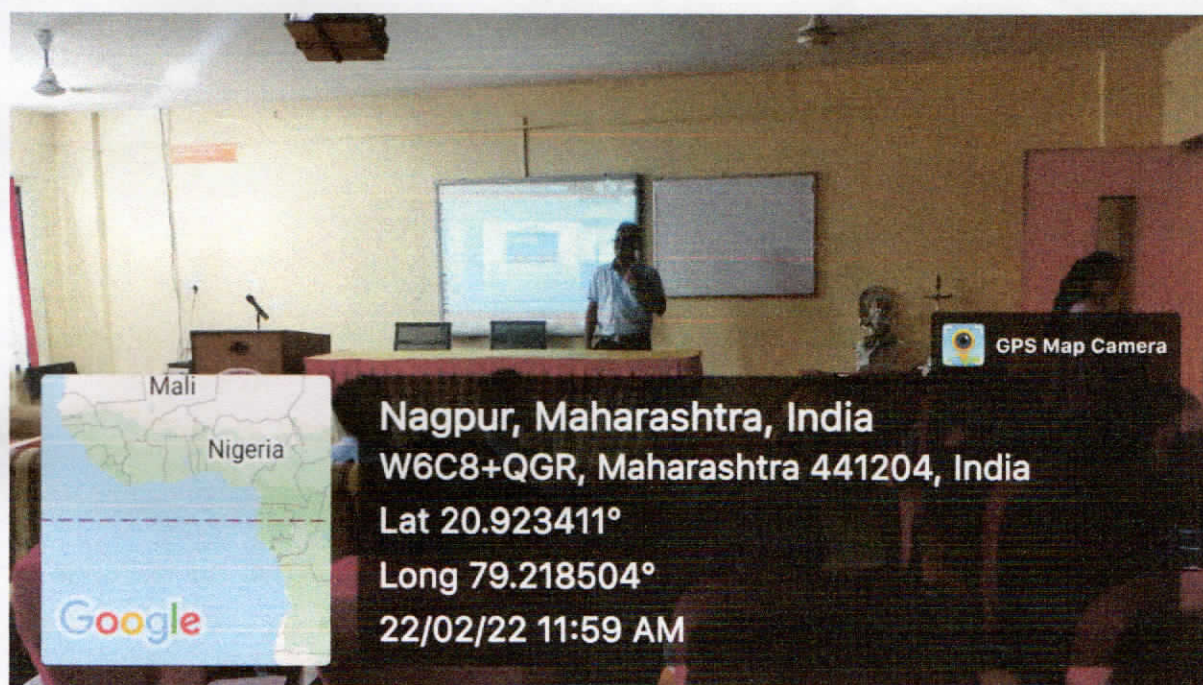 GPS Map Camera
Mali
Nigeria
Google
Nagpur, Maharashtra, India
W6C8+QGR, Maharashtra 441204, India
Lat 20.923411°
Long 79.218504°
22/02/22 11:59 AM